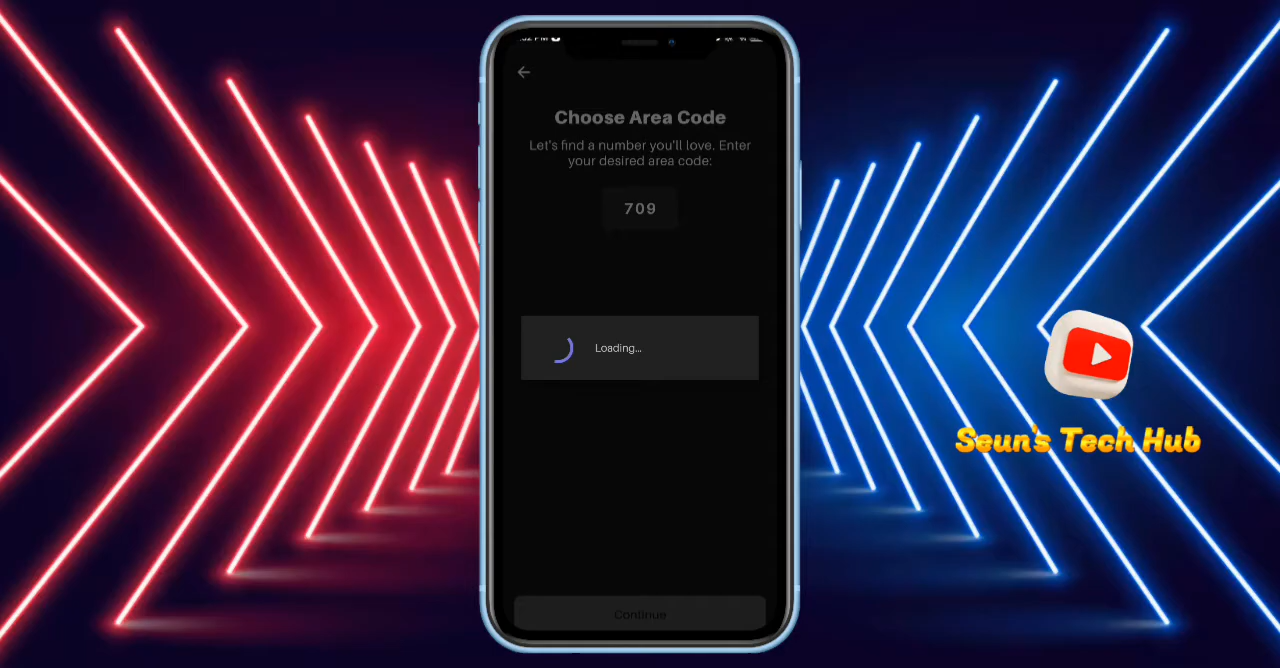 Choose Area Code
Let's find a number you'll love. Enter
your desired area code:
709
Loading...
Continue
Seun's Tech Hub